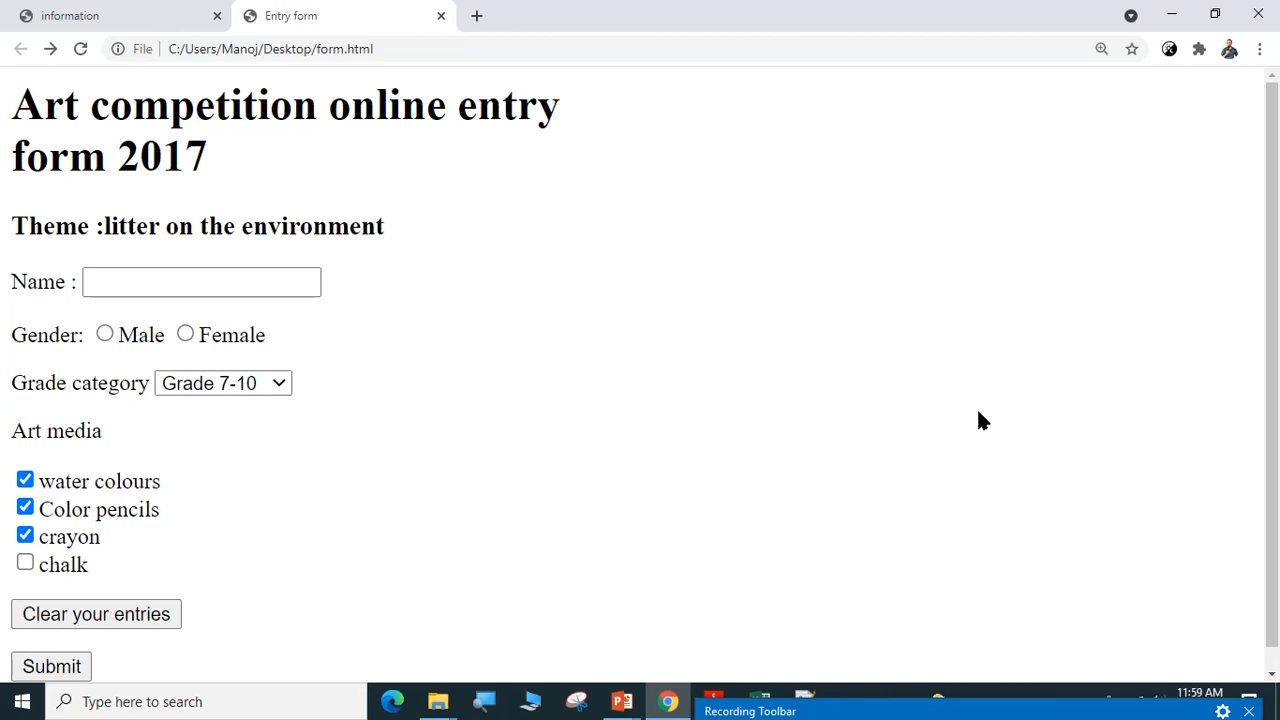 information
Entry form
File
C:/Users/Manoj/Desktop/form.html
Art competition online entry
form 2017
Theme :litter on the environment
Name :
Gender: Male Female
Grade category Grade 7-10
Art media
water colours
Color pencils
crayon
chalk
Clear your entries
Submit
Type here to search
11:59 AM
Recording Toolbar